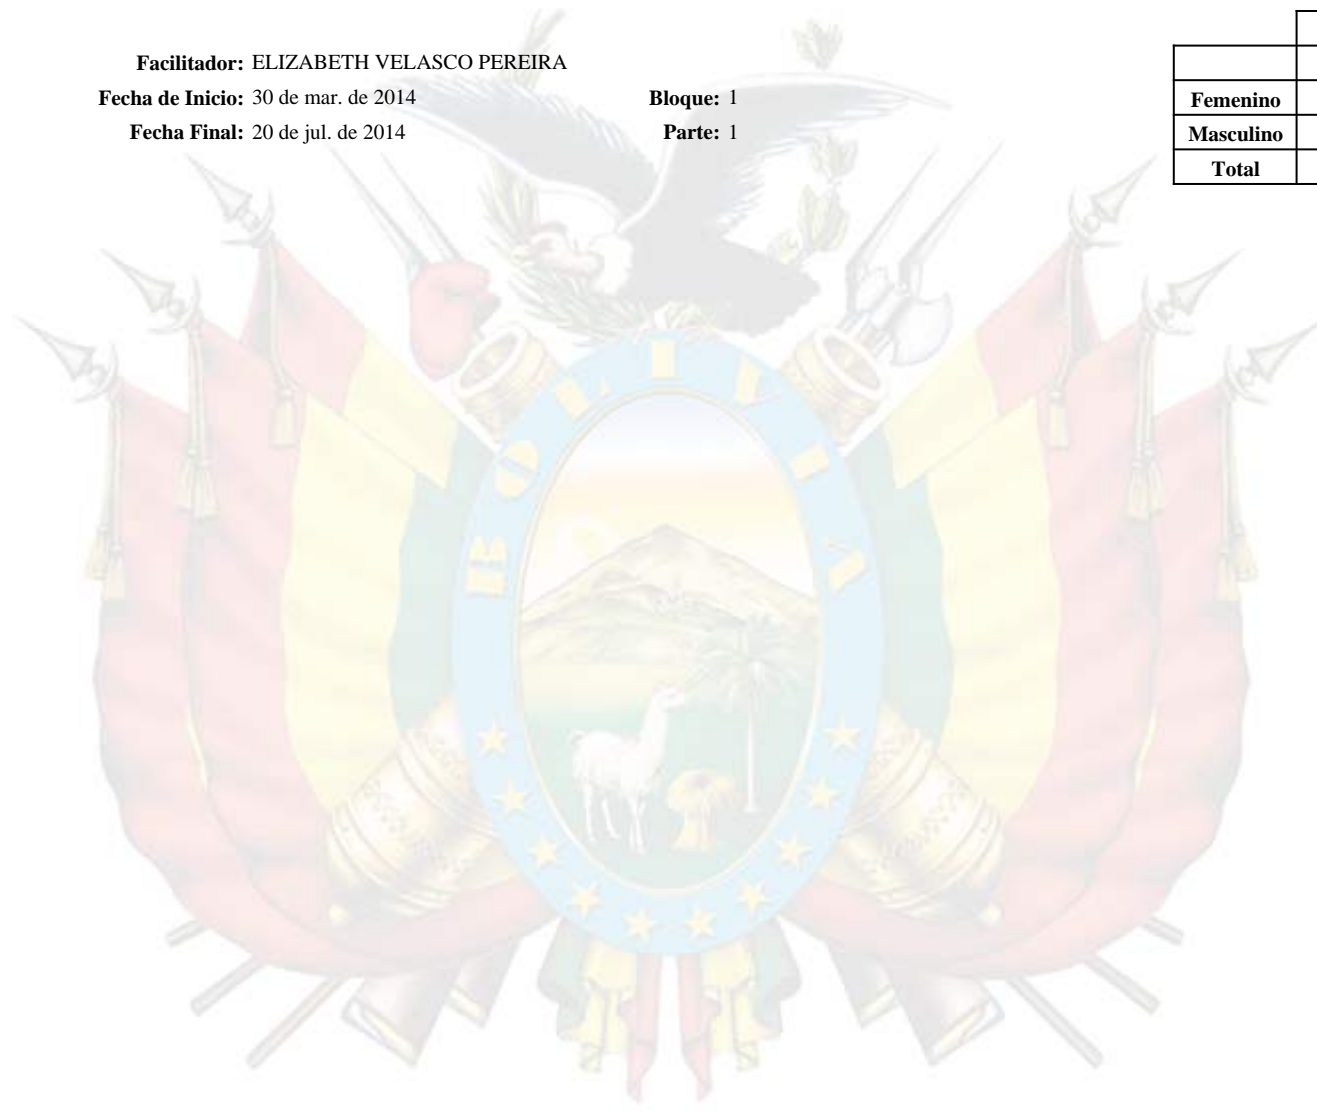 Facilitador: ELIZABETH VELASCO PEREIRA
Fecha de Inicio: 30 de mar. de 2014 Bloque: 1
Fecha Final: 20 de jul. de 2014 Parte: 1
Femenino
Masculino
Total
BOLIVIA